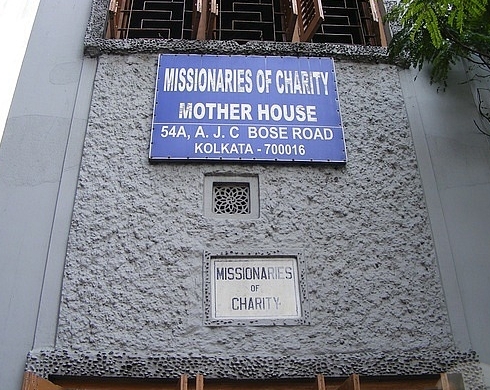 MISSIONARIES OF CHARITY
MOTHER HOUSE
54A, A. J. C BOSE ROAD
KOLKATA - 700016
MISSIONARIES
OF
CHARITY